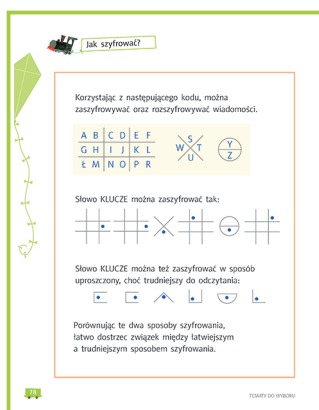 Jak szyfrować?
Korzystając z następującego kodu, można
zaszyfrowywać oraz rozszyfrowywać wiadomości.
A B C D E F
G H I J K L
Ł M N O P R
S
W T
U
Y
Z
Słowo KLUCZE można zaszyfrować tak:
Słowo KLUCZE można też zaszyfrować w sposób
uproszczony, choć trudniejszy do odczytania:
Porównując te dwa sposoby szyfrowania,
łatwo dostrzec związek między łatwiejszym
a trudniejszym sposobem szyfrowania.
78
TEMATY DO WYBORU